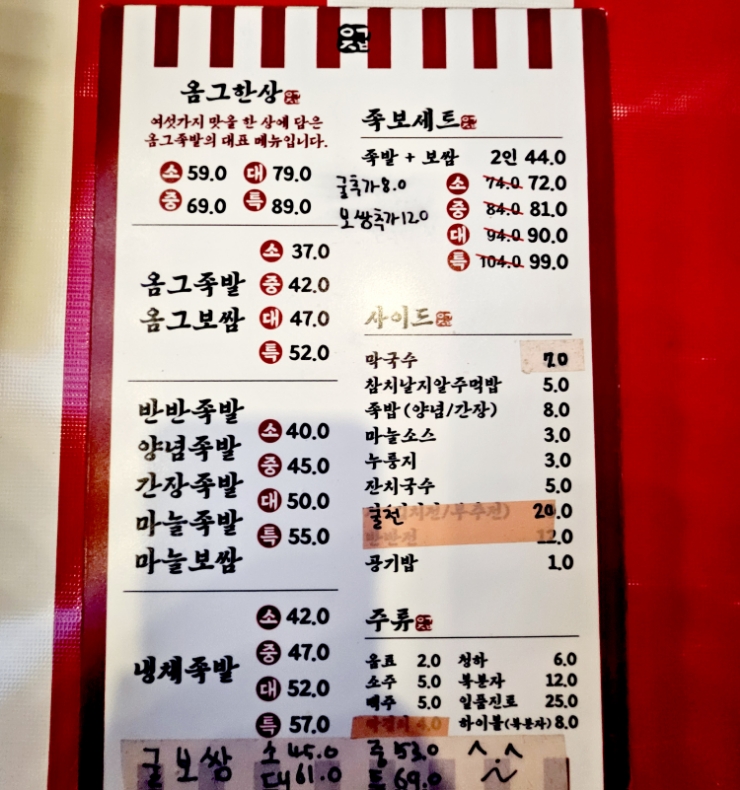 옴그한상
여섯가지 맛을 한 상에 담은
옴그족발의 대표 메뉴입니다.
소 59.0 대 79.0
중 69.0 특 89.0
옴그족발
옴그보쌈
소 37.0
중 42.0
대 47.0
특 52.0
반반족발
양념족발
간장족발
마늘족발
마늘보쌈
소 40.0
중 45.0
대 50.0
특 55.0
냉채족발
소 42.0
중 47.0
대 52.0
특 57.0
족보세트
족발 + 보쌈 2인 44.0
굴추가 8.0
보쌈추가 12.0
소 74.0 72.0
중 84.0 81.0
대 94.0 90.0
특 104.0 99.0
사이드
막국수 7.0
참치날치알주먹밥 5.0
족밥(양념/간장) 8.0
마늘소스 3.0
누룽지 3.0
잔치국수 5.0
굴전 20.0
반반전 12.0
공기밥 1.0
주류
음료 2.0 청하 6.0
소주 5.0 복분자 12.0
맥주 5.0 일품진로 25.0
막걸리 4.0 하이볼(복분자) 8.0
굴보쌈 소 45.0 중 53.0
대 61.0 특 69.0